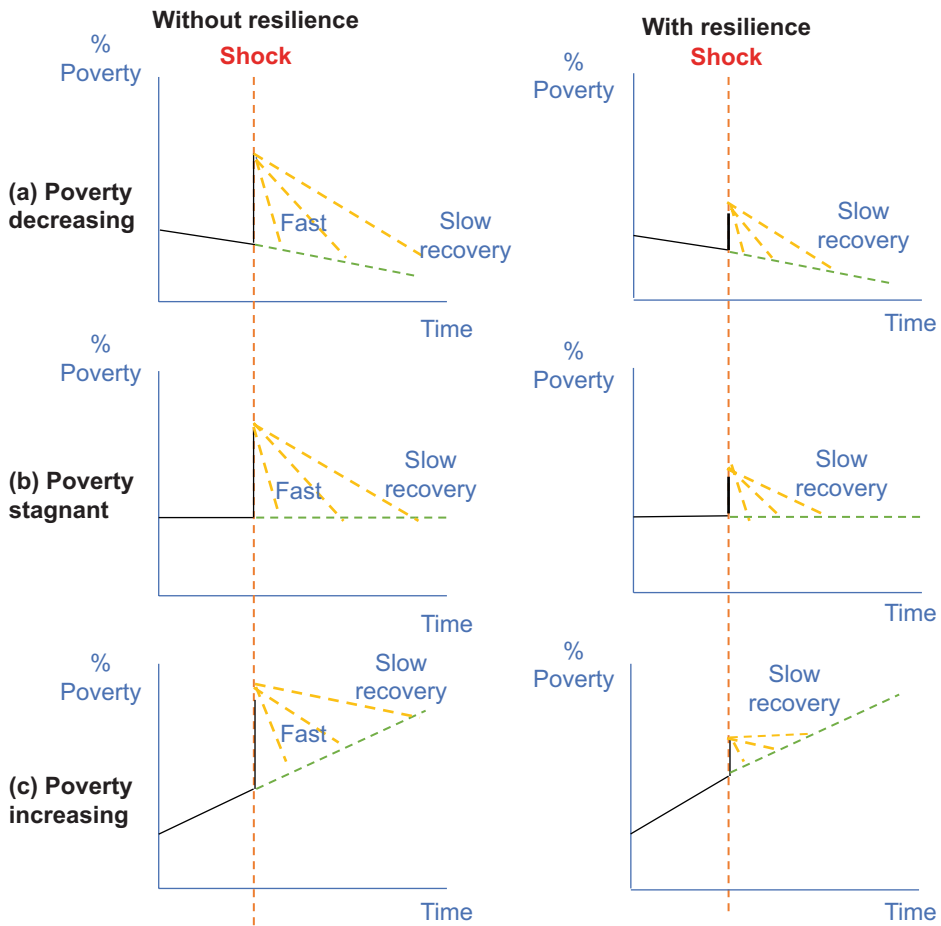 Without resilience
Shock
%
Poverty
(a) Poverty
decreasing
Fast
Slow
recovery
Time
With resilience
Shock
%
Poverty
Slow
recovery
Time
%
Poverty
(b) Poverty
stagnant
Fast
Slow
recovery
Time
%
Poverty
Slow
recovery
Time
%
Poverty
(c) Poverty
increasing
Fast
Slow
recovery
Time
%
Poverty
Slow
recovery
Time